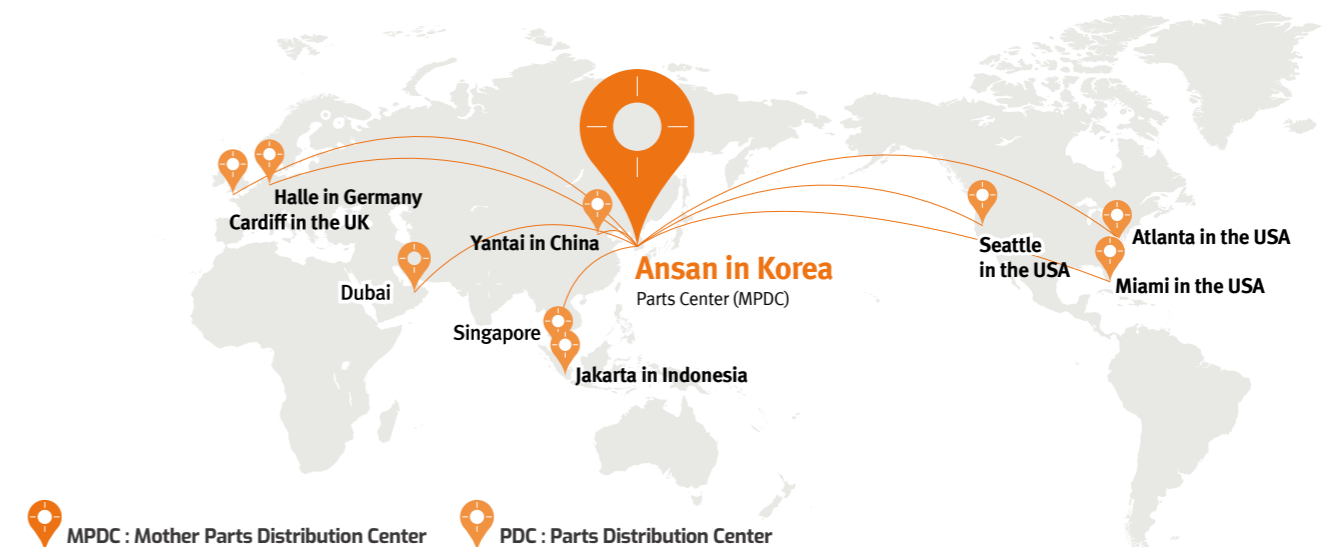 Halle in Germany
Cardiff in the UK
Yantai in China
Dubai
Ansan in Korea
Parts Center (MPDC)
Singapore
Jakarta in Indonesia
Seattle
in the USA
Atlanta in the USA
Miami in the USA
MPDC : Mother Parts Distribution Center
PDC : Parts Distribution Center